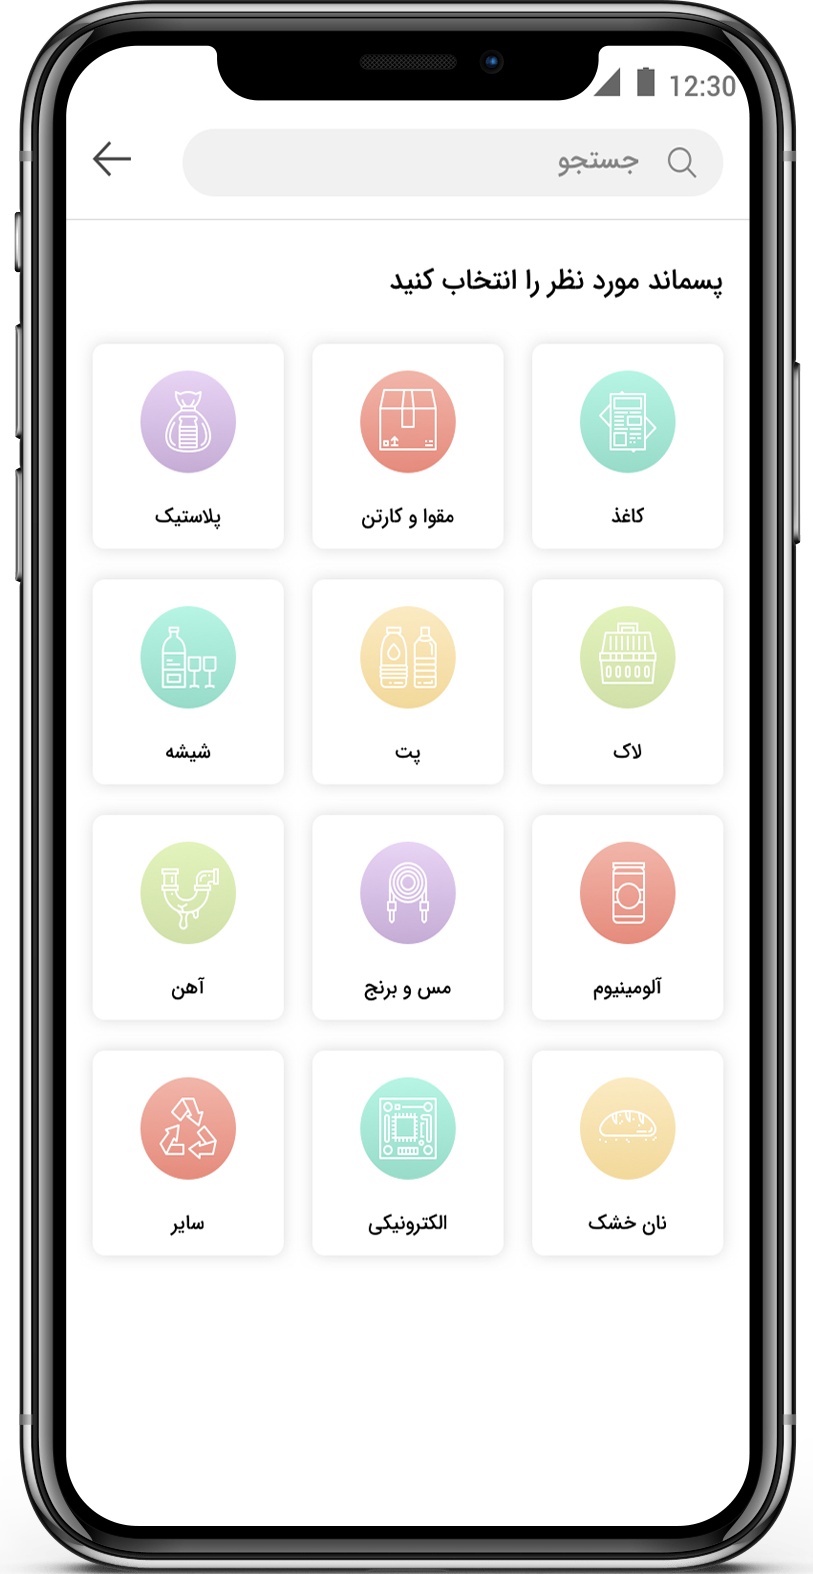 12:30
جستجو
پسماند مورد نظر را انتخاب کنید
کاغذ
مقوا و کارتن
پلاستیک
لاک
پت
شیشه
آلومینیوم
مس و برنج
آهن
نان خشک
الکترونیکی
سایر